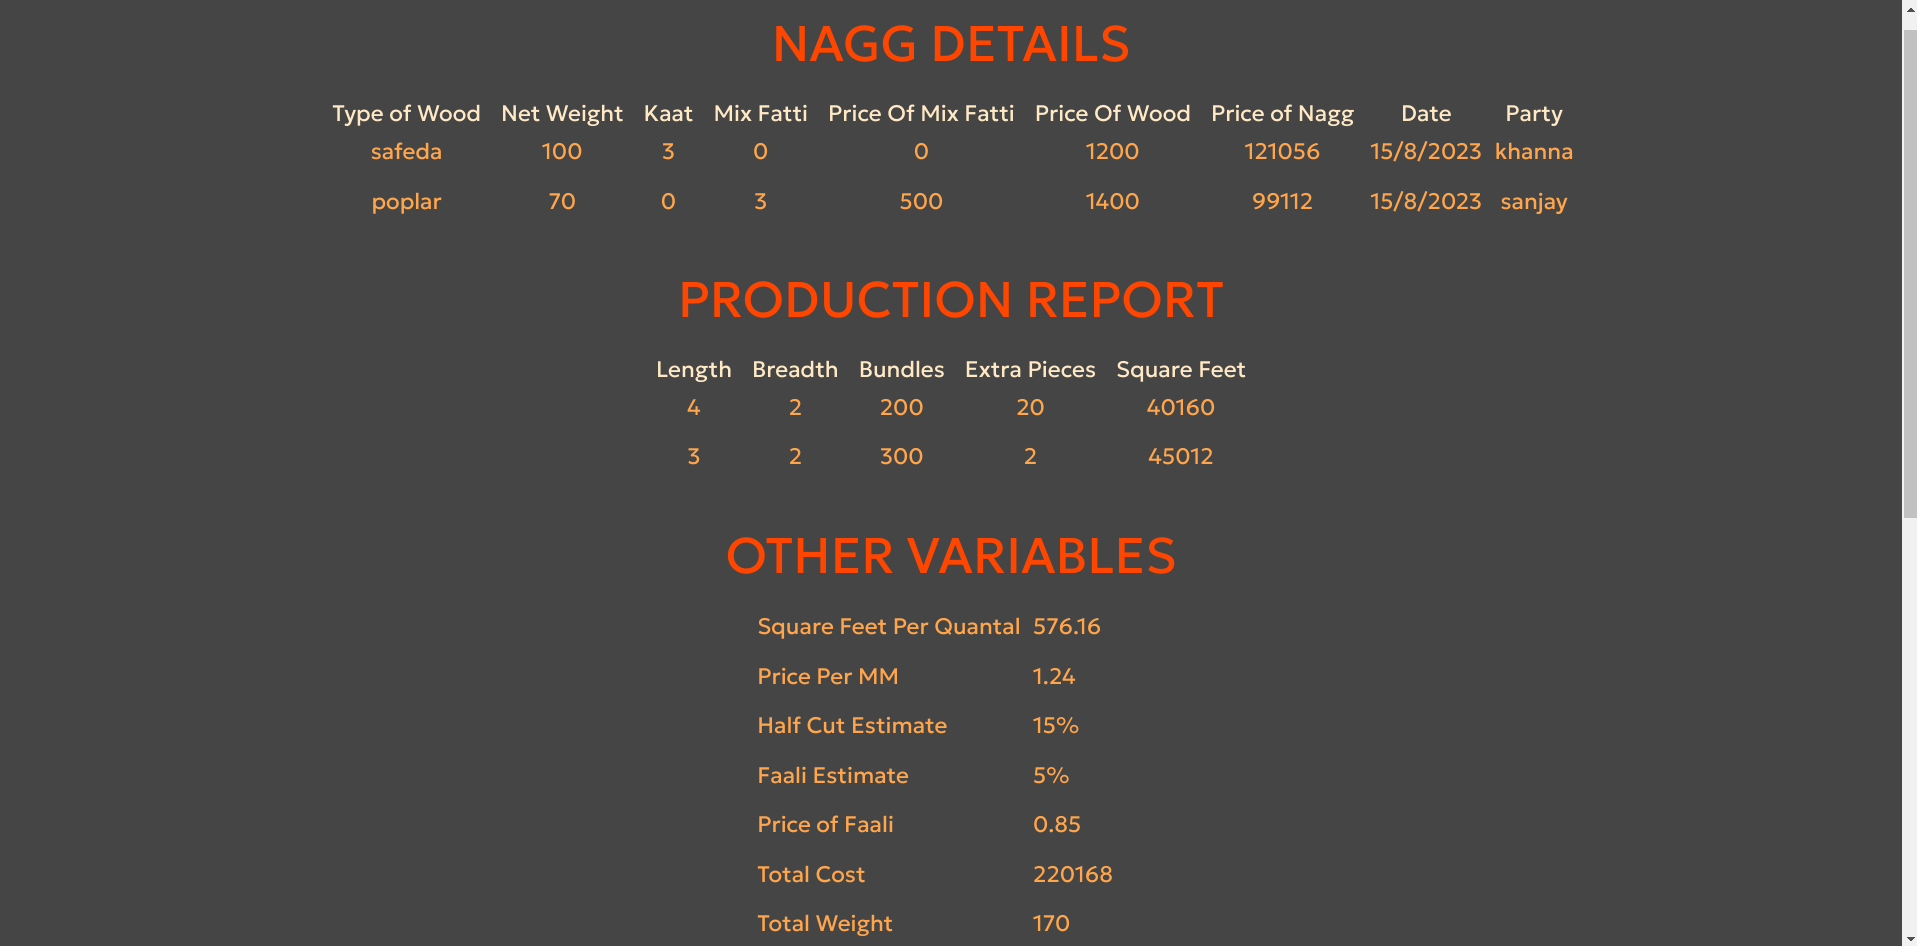 NAGG DETAILS
Type of Wood Net Weight Kaat Mix Fatti Price Of Mix Fatti Price Of Wood Price of Nagg Date Party
safeda 100 3 0 0 1200 121056 15/8/2023 khanna
poplar 70 0 3 500 1400 99112 15/8/2023 sanjay
PRODUCTION REPORT
Length Breadth Bundles Extra Pieces Square Feet
4 2 200 20 40160
3 2 300 2 45012
OTHER VARIABLES
Square Feet Per Quantal 576.16
Price Per MM 1.24
Half Cut Estimate 15%
Faali Estimate 5%
Price of Faali 0.85
Total Cost 220168
Total Weight 170